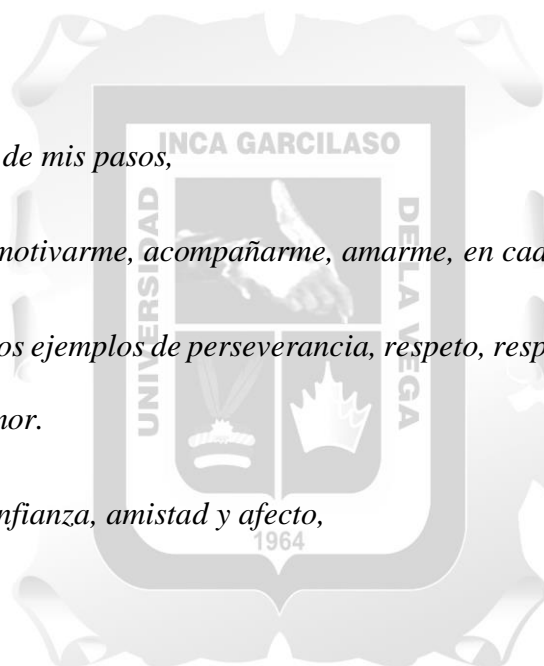 INCA GARCILASO
de mis pasos,
UNIVERSIDAD
DE LA VEGA
motivarme, acompañarme, amarme, en cad
os ejemplos de perseverancia, respeto, resp
nor.
nfianza, amistad y afecto,
1964